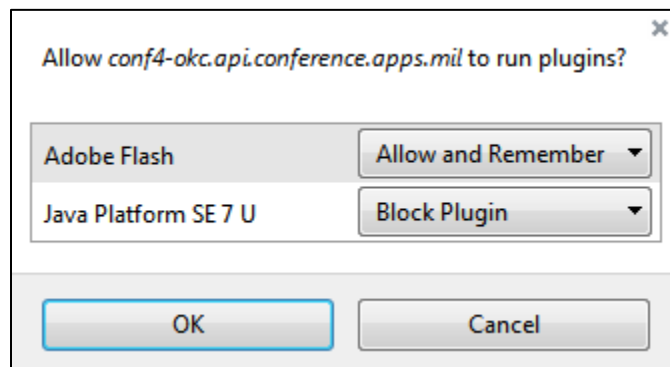 Allow conf4-okc.api.conference.apps.mil to run plugins?
Adobe Flash Allow and Remember
Java Platform SE 7 U Block Plugin
OK Cancel